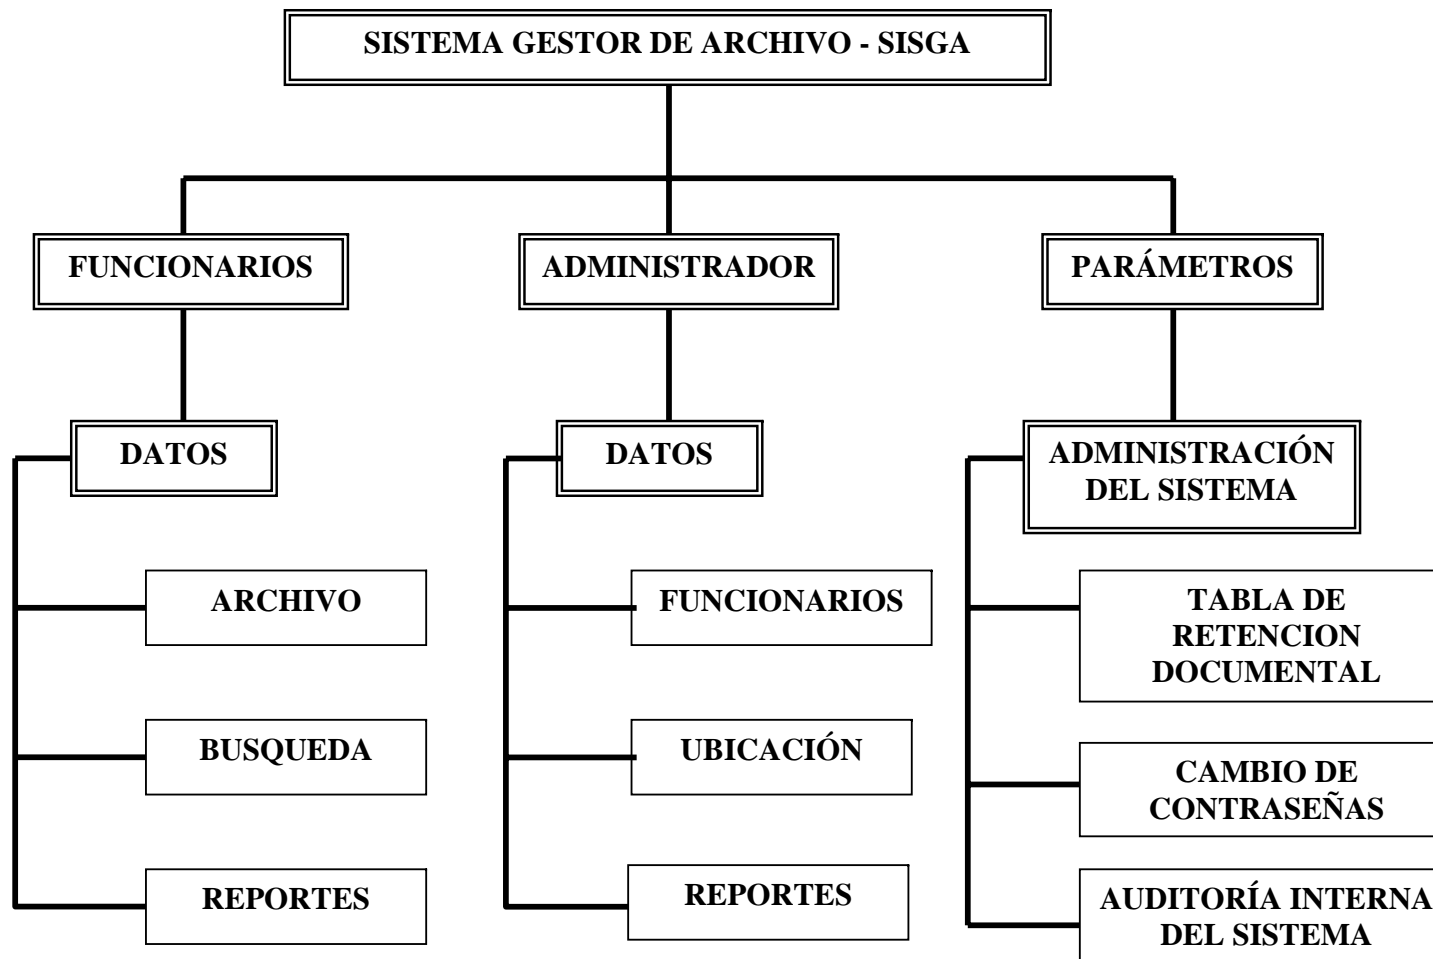 SISTEMA GESTOR DE ARCHIVO - SISGA
FUNCIONARIOS
ADMINISTRADOR
PARÁMETROS
DATOS
DATOS
ADMINISTRACIÓN
DEL SISTEMA
ARCHIVO
FUNCIONARIOS
TABLA DE
RETENCION
DOCUMENTAL
BUSQUEDA
UBICACIÓN
CAMBIO DE
CONTRASEÑAS
REPORTES
REPORTES
AUDITORÍA INTERNA
DEL SISTEMA